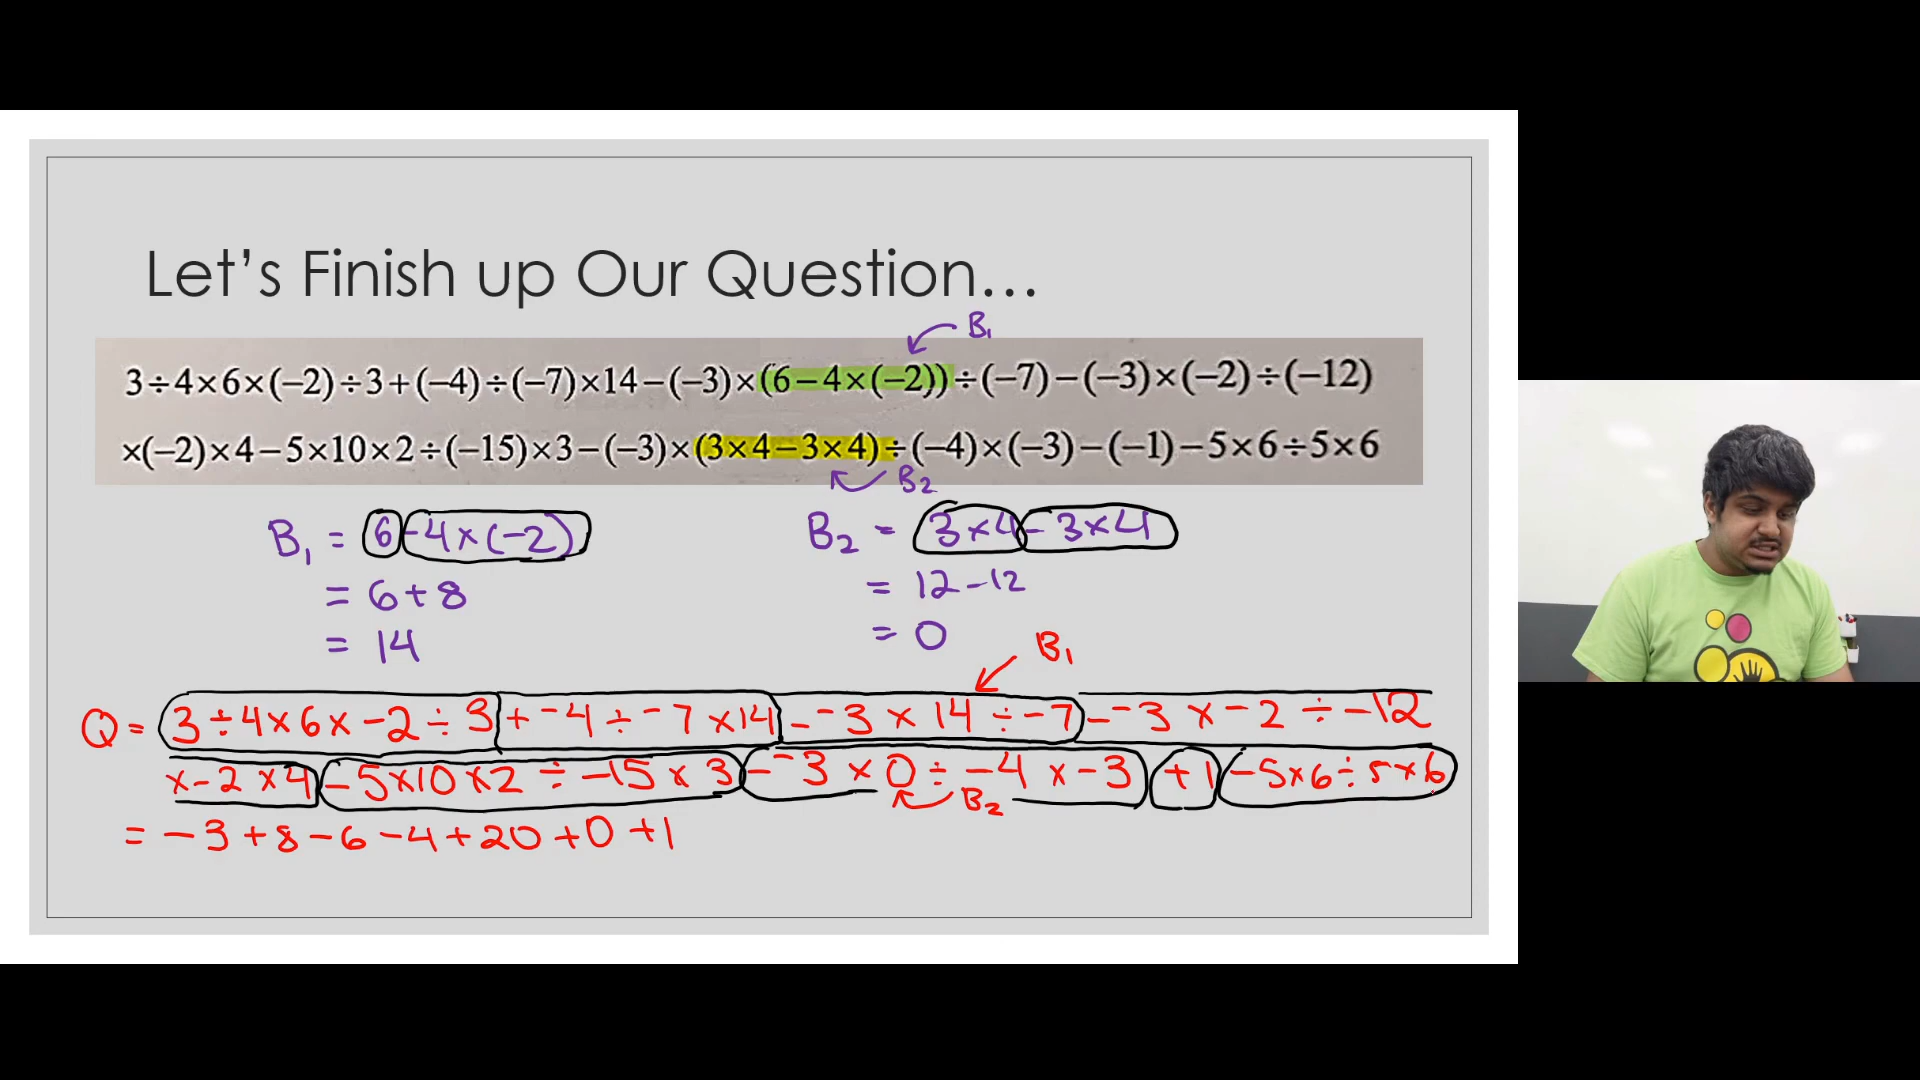 Let's Finish up Our Question...
B₁
3÷4×6×(−2)÷3+(−4)÷(−7)×14−(−3)×(6−4×(−2))÷(−7)−(−3)×(−2)÷(−12)
×(−2)×4−5×10×2÷(−15)×3−(−3)×(3×4−3×4)÷(−4)×(−3)−(−1)−5×6÷5×6
B₂
B₁ = 6-4×(-2)
= 6+8
= 14
B₂ = 3×4-3×4
= 12-12
= 0
B₁
Q = 3÷4×6×-2÷3+⁻4÷⁻7×14-⁻3×14÷-7-⁻3×-2÷-12
×-2×4-5×10×2÷-15×3-⁻3×0÷-4×-3+1-5×6÷5×6
B₂
= -3+8-6-4+20+0+1